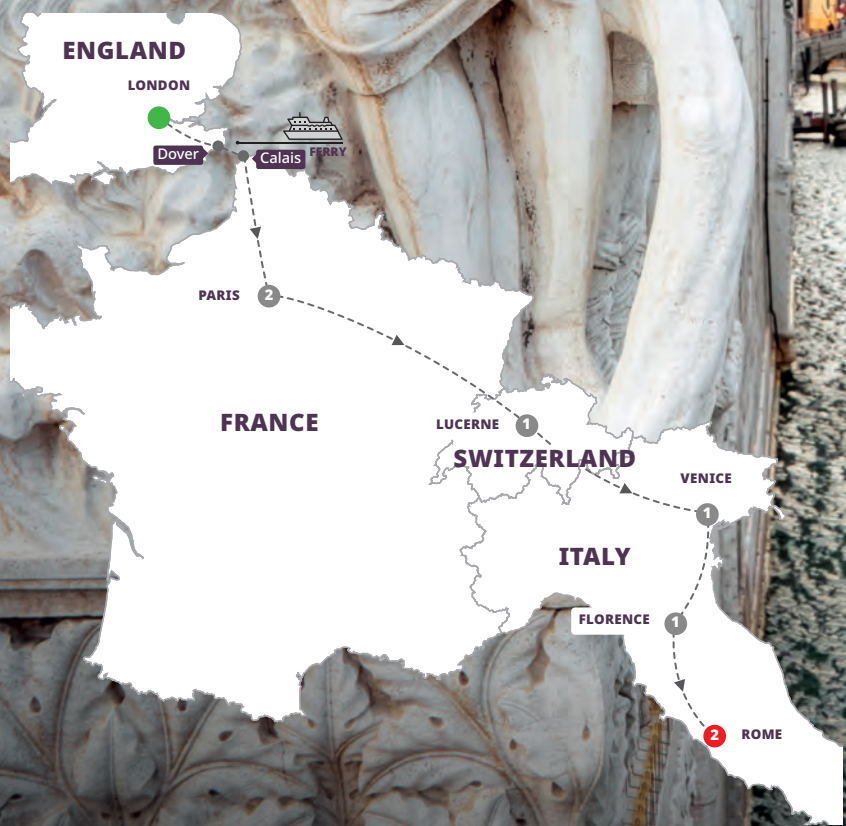 ENGLAND
LONDON
Dover
Calais
FERRY
PARIS
2
FRANCE
LUCERNE
1
SWITZERLAND
VENICE
1
ITALY
FLORENCE
1
2
ROME